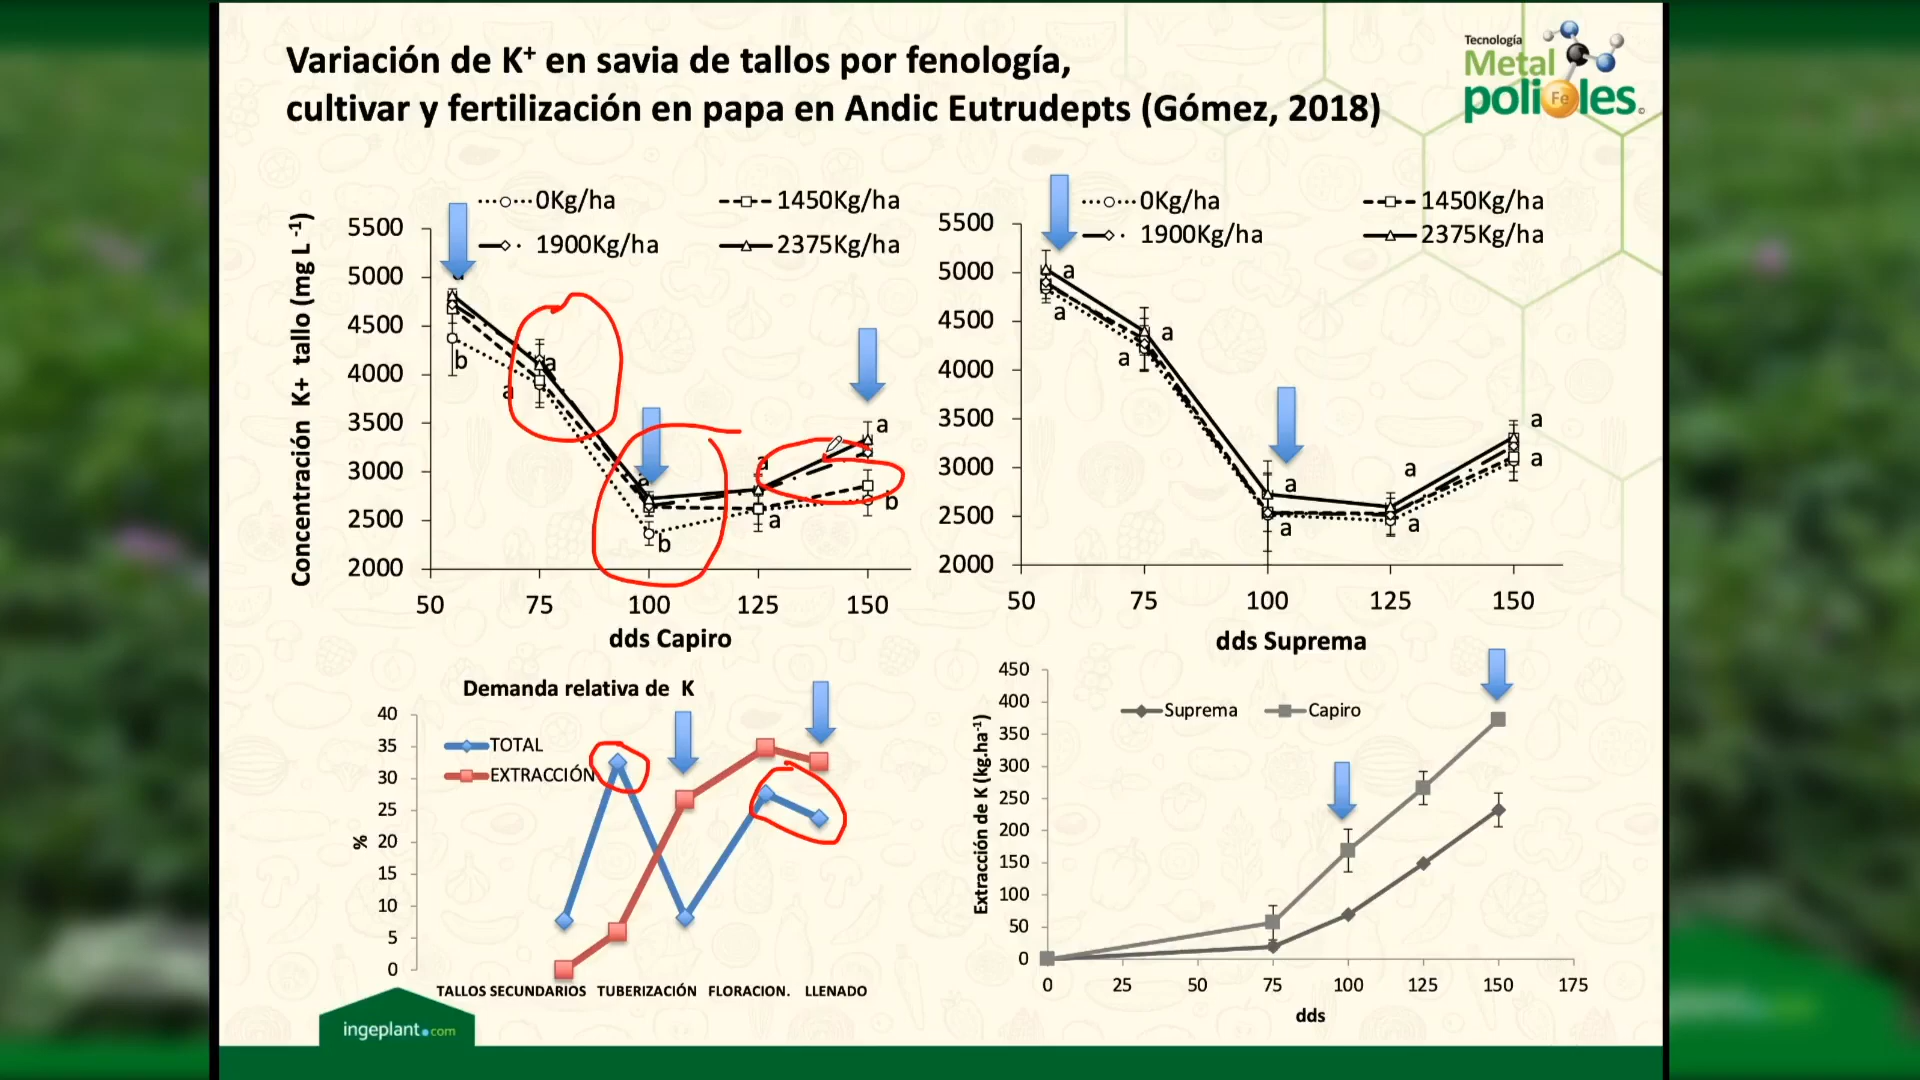 Variación de K+ en savia de tallos por fenología,
cultivar y fertilización en papa en Andic Eutrudepts (Gómez, 2018)
Tecnología
Metal
polioles
Fe
Concentración K+ tallo (mg L -1)
5500
5000
4500
4000
3500
3000
2500
2000
0Kg/ha
1450Kg/ha
1900Kg/ha
2375Kg/ha
b
a
a
b
a
a
a
b
50
75
100
125
150
dds Capiro
5500
5000
4500
4000
3500
3000
2500
2000
0Kg/ha
1450Kg/ha
1900Kg/ha
2375Kg/ha
a
a
a
a
a
a
a
a
a
a
50
75
100
125
150
dds Suprema
Demanda relativa de K
%
40
35
30
25
20
15
10
5
0
TOTAL
EXTRACCIÓN
TALLOS SECUNDARIOS
TUBERIZACIÓN
FLORACION.
LLENADO
Extracción de K (kg.ha-1)
450
400
350
300
250
200
150
100
50
0
Suprema
Capiro
0
25
50
75
100
125
150
175
dds
ingeplant.com